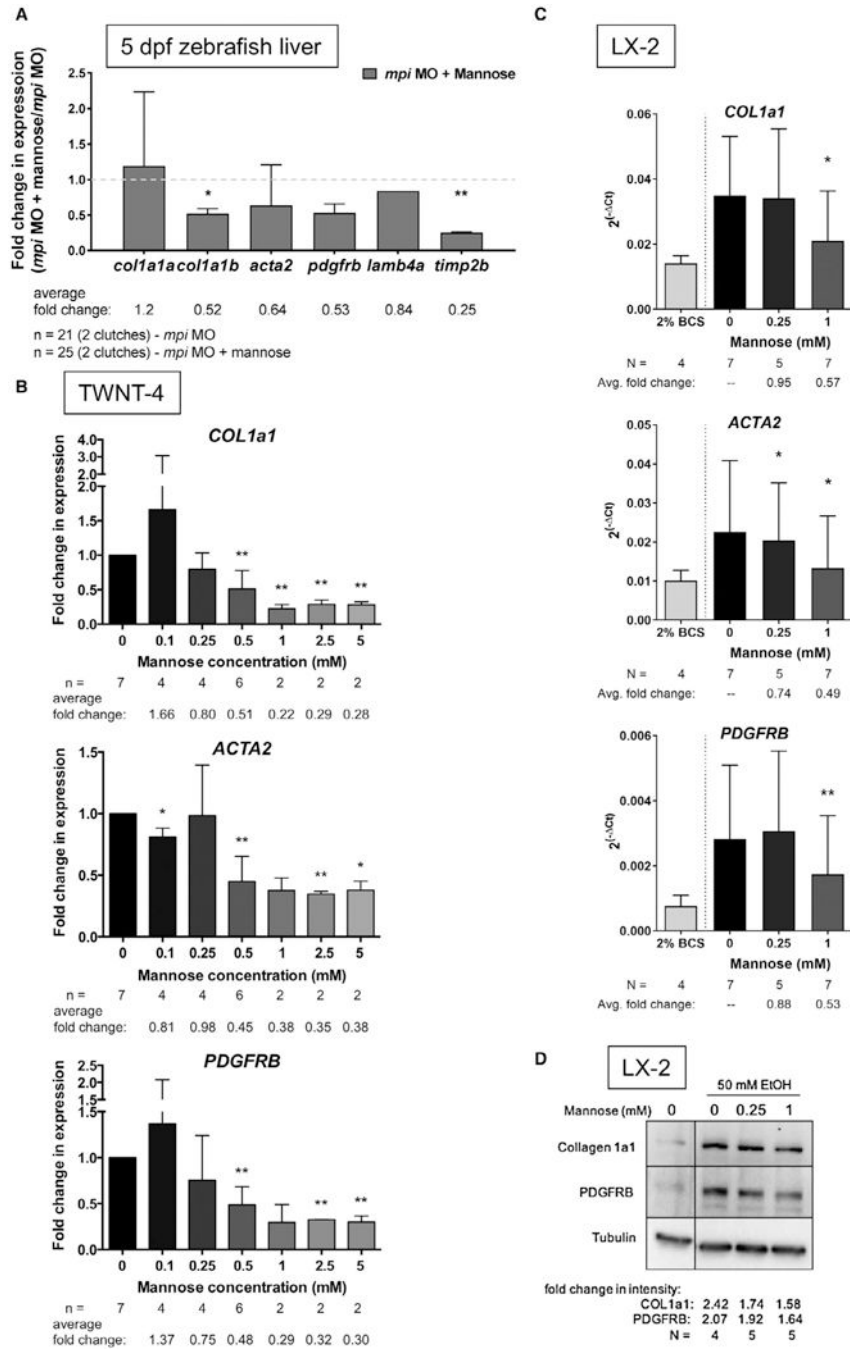 A
5 dpf zebrafish liver
Fold change in expressioion
(mpi MO + mannose/mpi MO)
mpi MO + Mannose
2.5
2.0
1.5
1.0
0.5
0.0
*
**
col1a1a col1a1b acta2 pdgfrb lamb4a timp2b
average
fold change: 1.2 0.52 0.64 0.53 0.84 0.25
n = 21 (2 clutches) - mpi MO
n = 25 (2 clutches) - mpi MO + mannose
B
TWNT-4
COL1a1
Fold change in expression
4.0
3.0
2.0
2.0
1.5
1.0
0.5
0.0
** ** ** **
0 0.1 0.25 0.5 1 2.5 5
Mannose concentration (mM)
n = 7 4 4 6 2 2 2
average
fold change: 1.66 0.80 0.51 0.22 0.29 0.28
ACTA2
Fold change in expression
1.5
1.0
0.5
0.0
* ** ** *
0 0.1 0.25 0.5 1 2.5 5
Mannose concentration (mM)
n = 7 4 4 6 2 2 2
average
fold change: 0.81 0.98 0.45 0.38 0.35 0.38
PDGFRB
Fold change in expression
2.5
2.0
1.5
1.5
1.0
0.5
0.0
** ** **
0 0.1 0.25 0.5 1 2.5 5
Mannose concentration (mM)
n = 7 4 4 6 2 2 2
average
fold change: 1.37 0.75 0.48 0.29 0.32 0.30
C
LX-2
COL1a1
2(-ΔCt)
0.06
0.04
0.02
0.00
*
2% BCS 0 0.25 1
Mannose (mM)
N = 4 7 5 7
Avg. fold change: -- 0.95 0.57
ACTA2
2(-ΔCt)
0.05
0.04
0.03
0.02
0.01
0.00
* *
2% BCS 0 0.25 1
Mannose (mM)
N = 4 7 5 7
Avg. fold change: -- 0.74 0.49
PDGFRB
2(-ΔCt)
0.006
0.004
0.002
0.000
**
2% BCS 0 0.25 1
Mannose (mM)
N = 4 7 5 7
Avg. fold change: -- 0.88 0.53
D
LX-2
50 mM EtOH
Mannose (mM) 0 0 0.25 1
Collagen 1a1
PDGFRB
Tubulin
fold change in intensity:
COL1a1: 2.42 1.74 1.58
PDGFRB: 2.07 1.92 1.64
N = 4 5 5